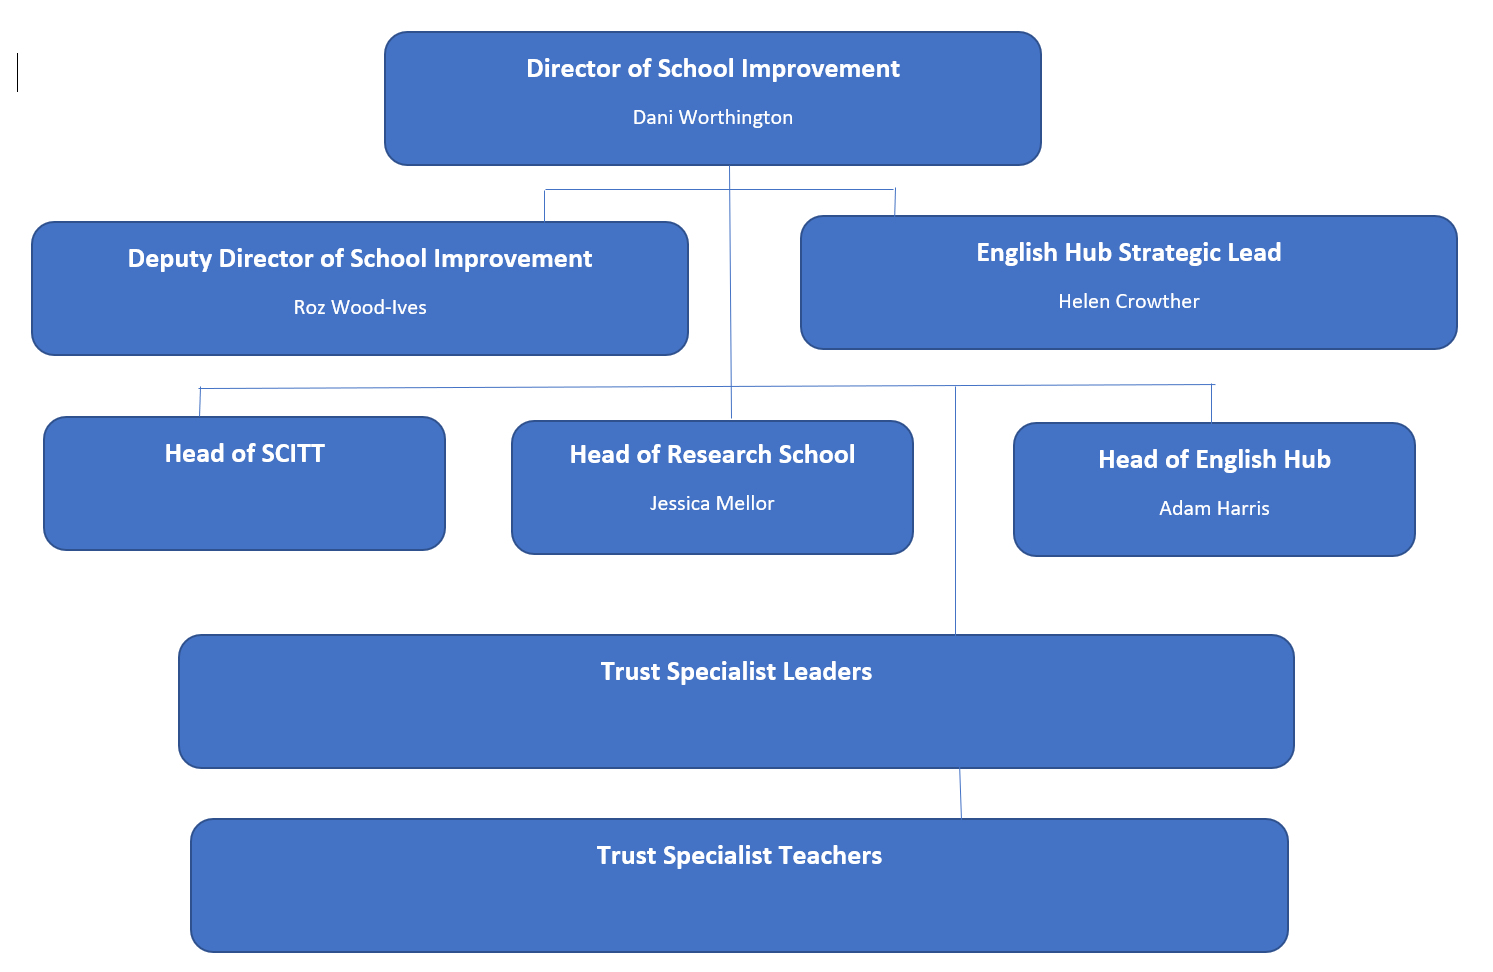 Director of School Improvement
Dani Worthington
Deputy Director of School Improvement
Roz Wood-Ives
English Hub Strategic Lead
Helen Crowther
Head of SCITT
Head of Research School
Jessica Mellor
Head of English Hub
Adam Harris
Trust Specialist Leaders
Trust Specialist Teachers